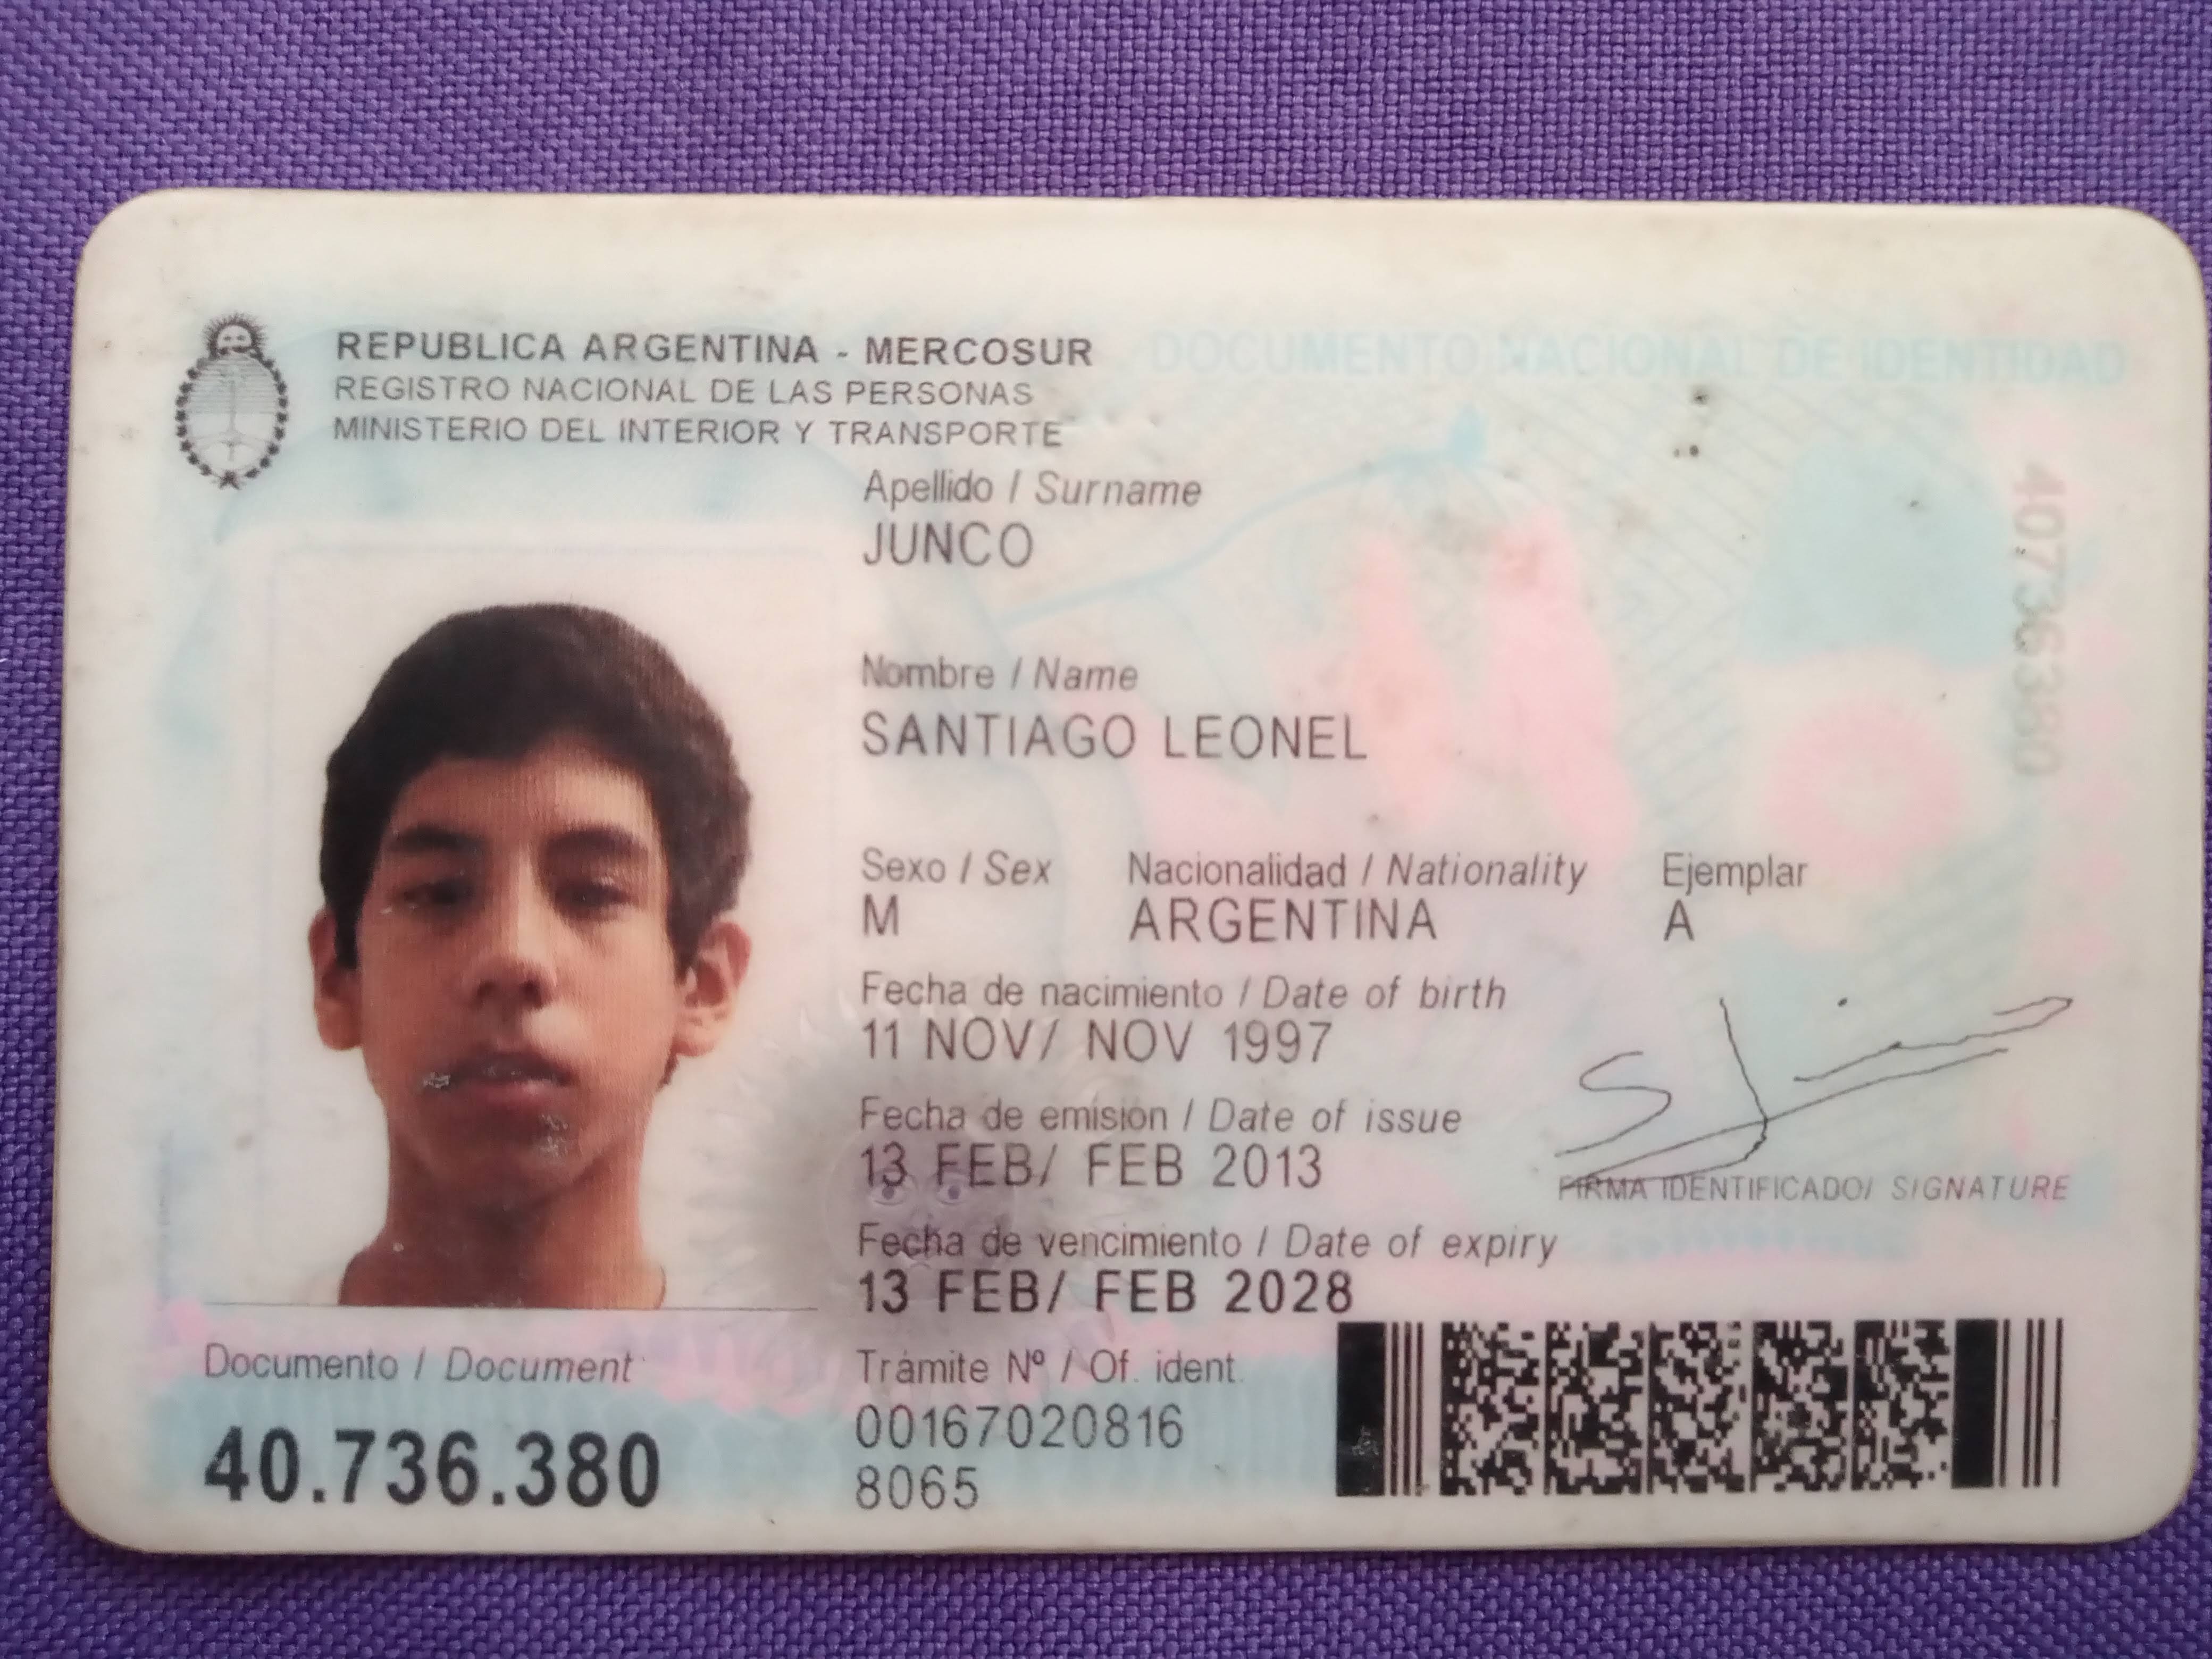 REPUBLICA ARGENTINA - MERCOSUR
DOCUMENTO NACIONAL DE IDENTIDAD
REGISTRO NACIONAL DE LAS PERSONAS
MINISTERIO DEL INTERIOR Y TRANSPORTE
Apellido / Surname
JUNCO
40736380
Nombre / Name
SANTIAGO LEONEL
Sexo / Sex Nacionalidad / Nationality Ejemplar
M ARGENTINA A
Fecha de nacimiento / Date of birth
11 NOV/ NOV 1997
Fecha de emisión / Date of issue
13 FEB/ FEB 2013
FIRMA IDENTIFICADO/ SIGNATURE
Fecha de vencimiento / Date of expiry
13 FEB/ FEB 2028
Documento / Document
40.736.380
Trámite Nº / Of. ident.
00167020816
8065